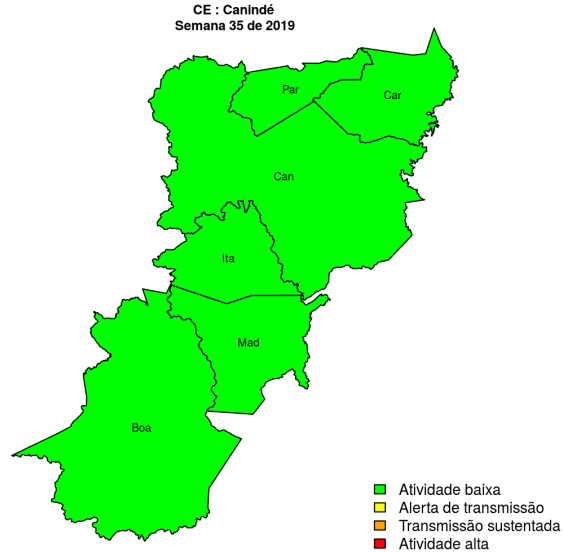 CE : Canindé
Semana 35 de 2019
Par
Car
Can
Ita
Mad
Boa
Atividade baixa
Alerta de transmissão
Transmissão sustentada
Atividade alta